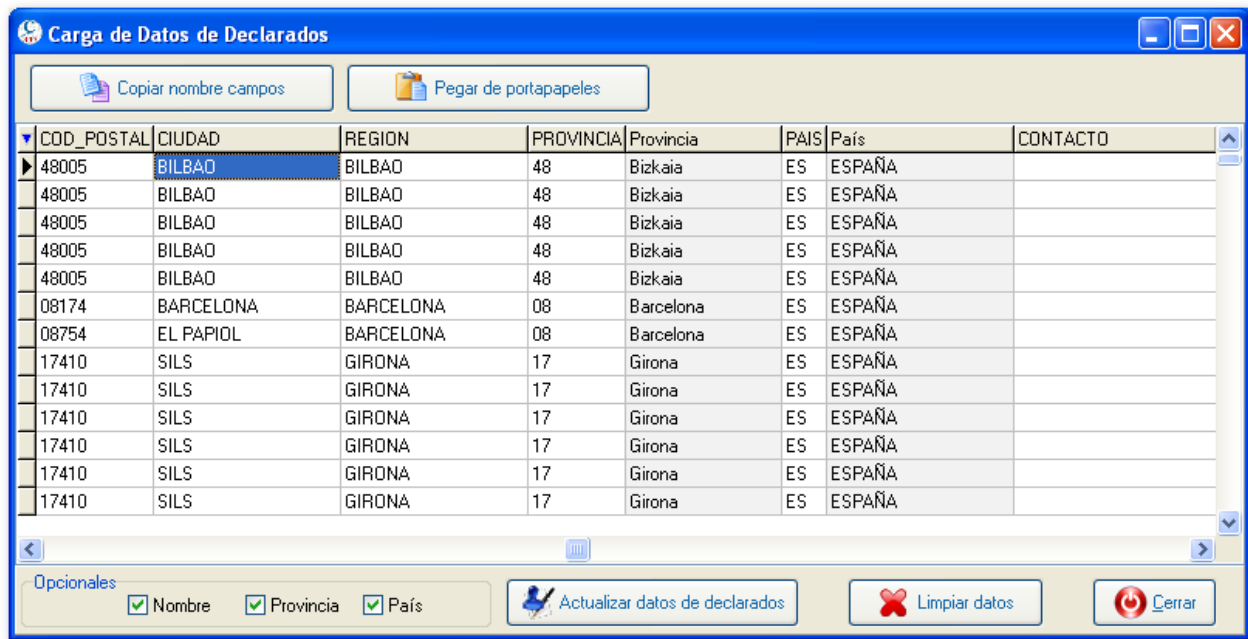 Carga de Datos de Declarados
Copiar nombre campos Pegar de portapapeles
COD_POSTAL CIUDAD REGION PROVINCIA Provincia PAIS País CONTACTO
48005 BILBAO BILBAO 48 Bizkaia ES ESPAÑA
48005 BILBAO BILBAO 48 Bizkaia ES ESPAÑA
48005 BILBAO BILBAO 48 Bizkaia ES ESPAÑA
48005 BILBAO BILBAO 48 Bizkaia ES ESPAÑA
48005 BILBAO BILBAO 48 Bizkaia ES ESPAÑA
08174 BARCELONA BARCELONA 08 Barcelona ES ESPAÑA
08754 EL PAPIOL BARCELONA 08 Barcelona ES ESPAÑA
17410 SILS GIRONA 17 Girona ES ESPAÑA
17410 SILS GIRONA 17 Girona ES ESPAÑA
17410 SILS GIRONA 17 Girona ES ESPAÑA
17410 SILS GIRONA 17 Girona ES ESPAÑA
17410 SILS GIRONA 17 Girona ES ESPAÑA
17410 SILS GIRONA 17 Girona ES ESPAÑA
Opcionales
Nombre Provincia País Actualizar datos de declarados Limpiar datos Cerrar